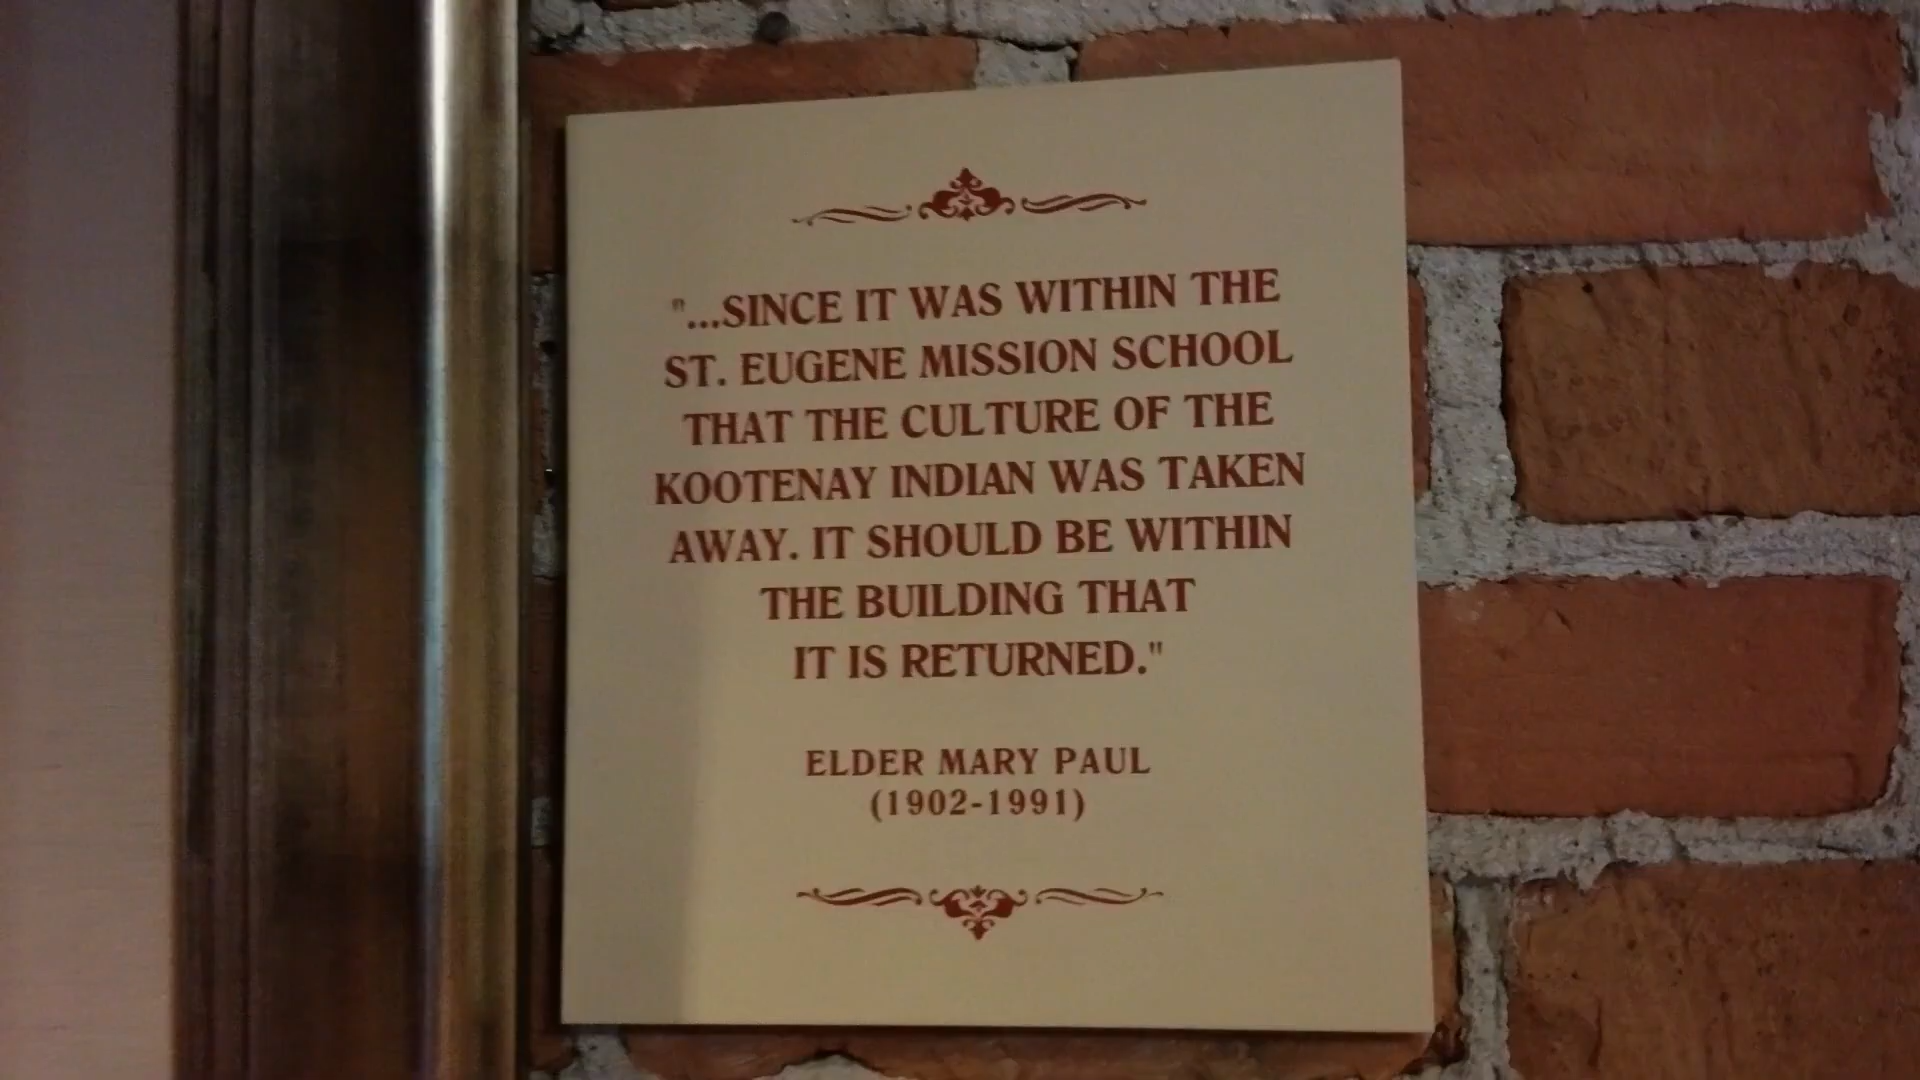 "...SINCE IT WAS WITHIN THE
ST. EUGENE MISSION SCHOOL
THAT THE CULTURE OF THE
KOOTENAY INDIAN WAS TAKEN
AWAY. IT SHOULD BE WITHIN
THE BUILDING THAT
IT IS RETURNED."
ELDER MARY PAUL
(1902-1991)